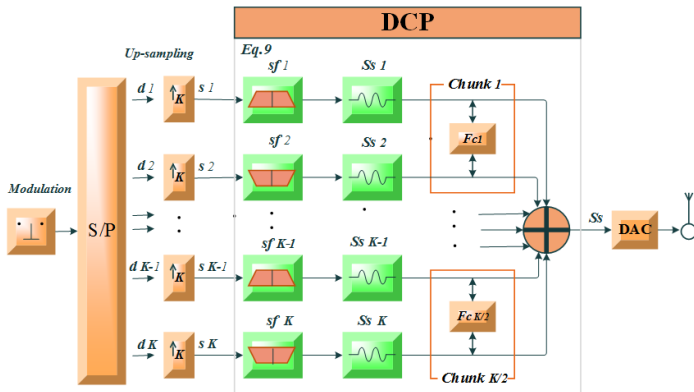 DCP
Up-sampling
Eq.9
d 1
K
s 1
sf 1
Ss 1
Chunk 1
Fc1
d 2
K
s 2
sf 2
Ss 2
Modulation
S/P
Ss
DAC
d K-1
K
s K-1
sf K-1
Ss K-1
Fc K/2
d K
K
s K
sf K
Ss K
Chunk K/2